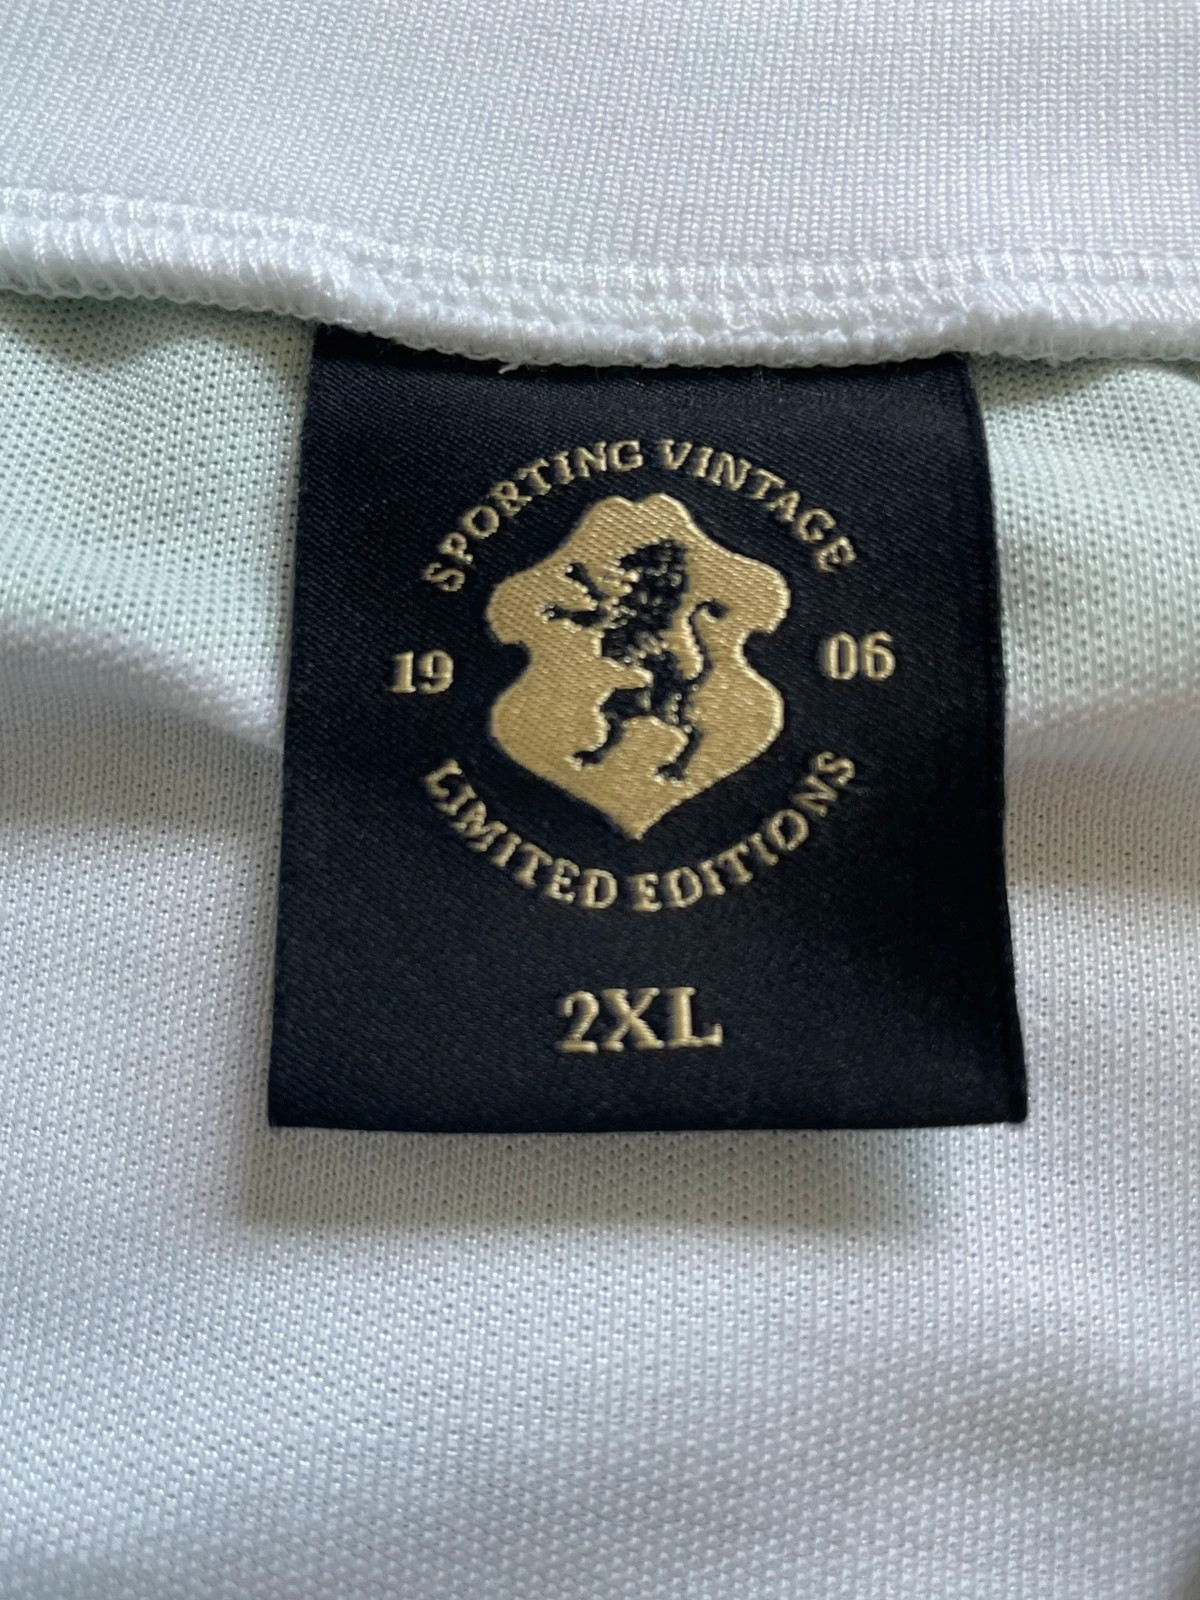 SPORTING VINTAGE
19 06
LIMITED EDITIONS
2XL